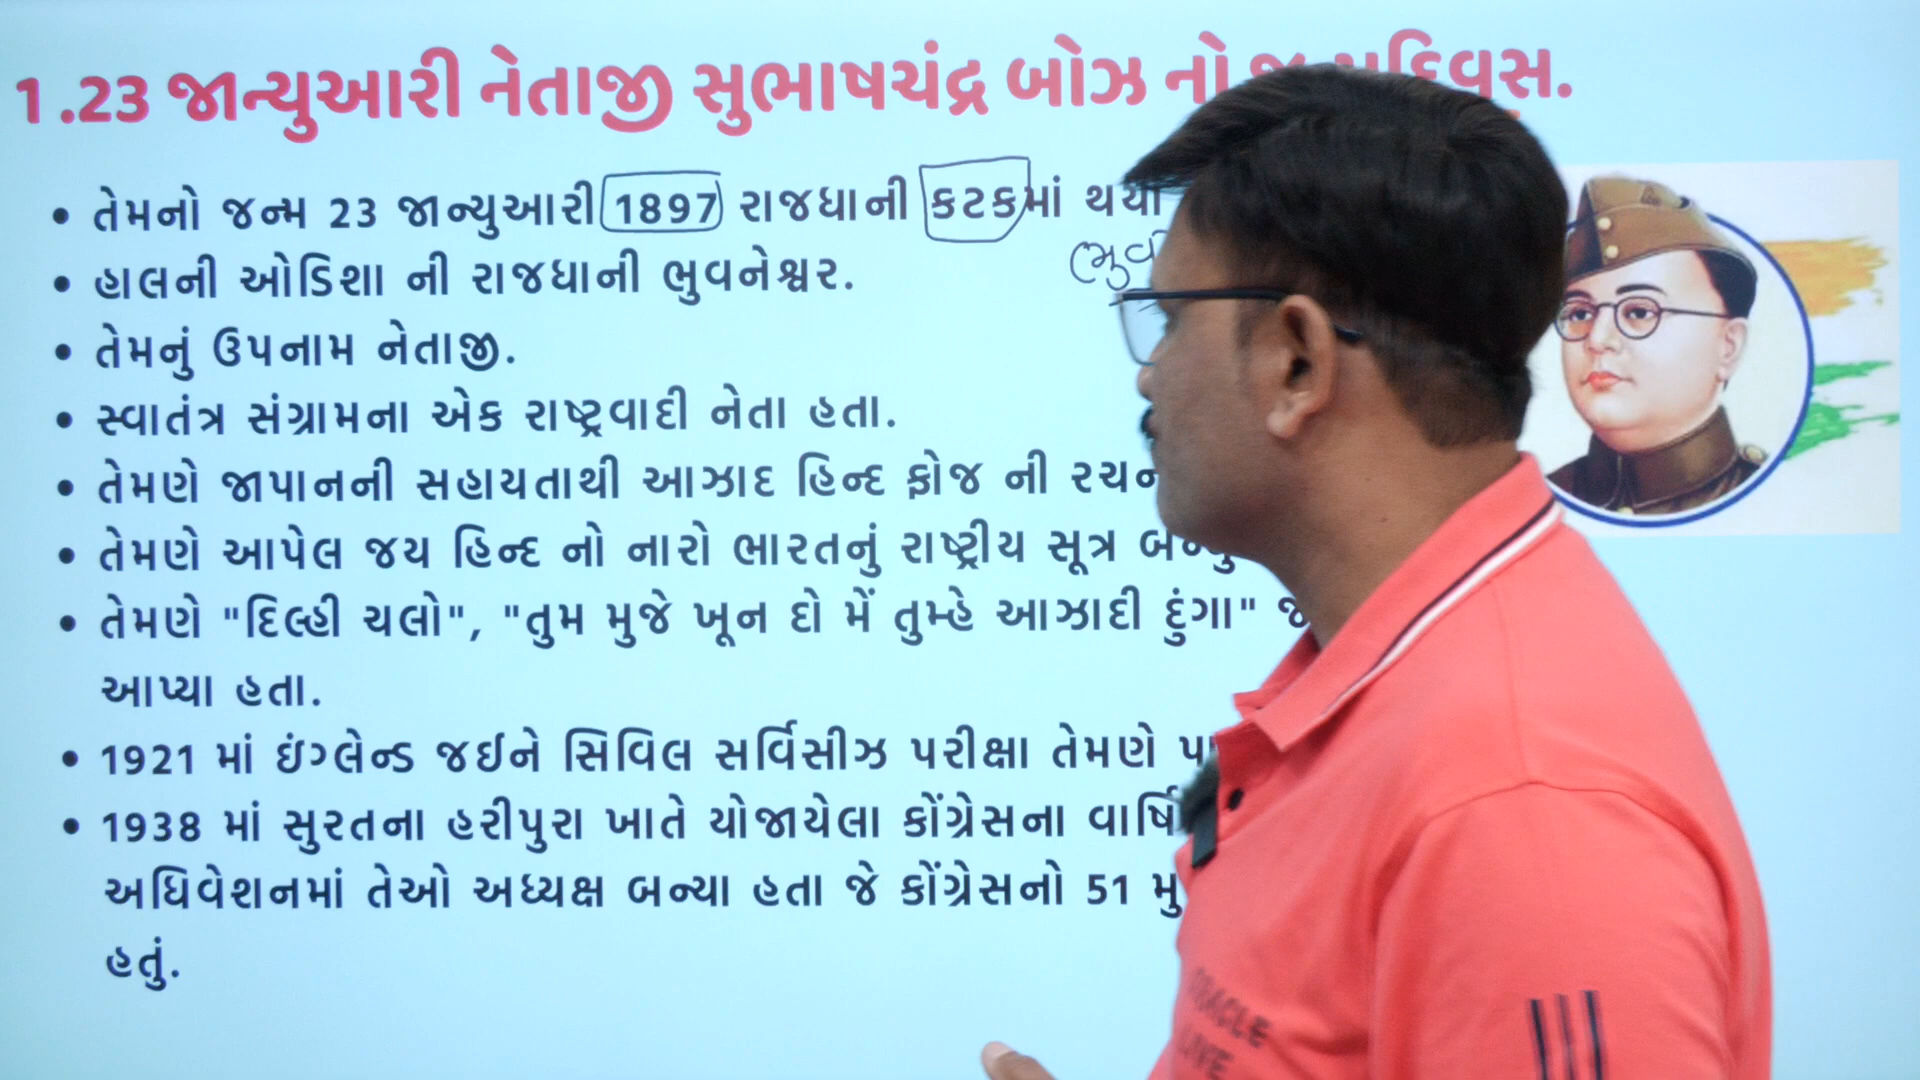 1.23 જાન્યુઆરી નેતાજી સુભાષચંદ્ર બોઝ નો
• તેમનો જન્મ 23 જાન્યુઆરી 1897 રાજધાની કટકમાં થયો
• હાલની ઓડિશા ની રાજધાની ભુવનેશ્વર.
• તેમનું ઉપનામ નેતાજી.
• સ્વાતંત્ર સંગ્રામના એક રાષ્ટ્રવાદી નેતા હતા.
• તેમણે જાપાનની સહાયતાથી આઝાદ હિન્દ ફોજ ની
• તેમણે આપેલ જય હિન્દ નો નારો ભારતનું રાષ્ટ્રીય સૂત્ર
• તેમણે "દિલ્હી ચલો", "તુમ મુજે ખૂન દો મેં તુમ્હે આઝાદી દુંગા"
આપ્યા હતા.
• 1921 માં ઇંગ્લેન્ડ જઈને સિવિલ સર્વિસીઝ પરીક્ષા તેમણે
• 1938 માં સુરતના હરીપુરા ખાતે યોજાયેલા કોંગ્રેસના
અધિવેશનમાં તેઓ અધ્યક્ષ બન્યા હતા જે કોંગ્રેસનો 51
હતું.